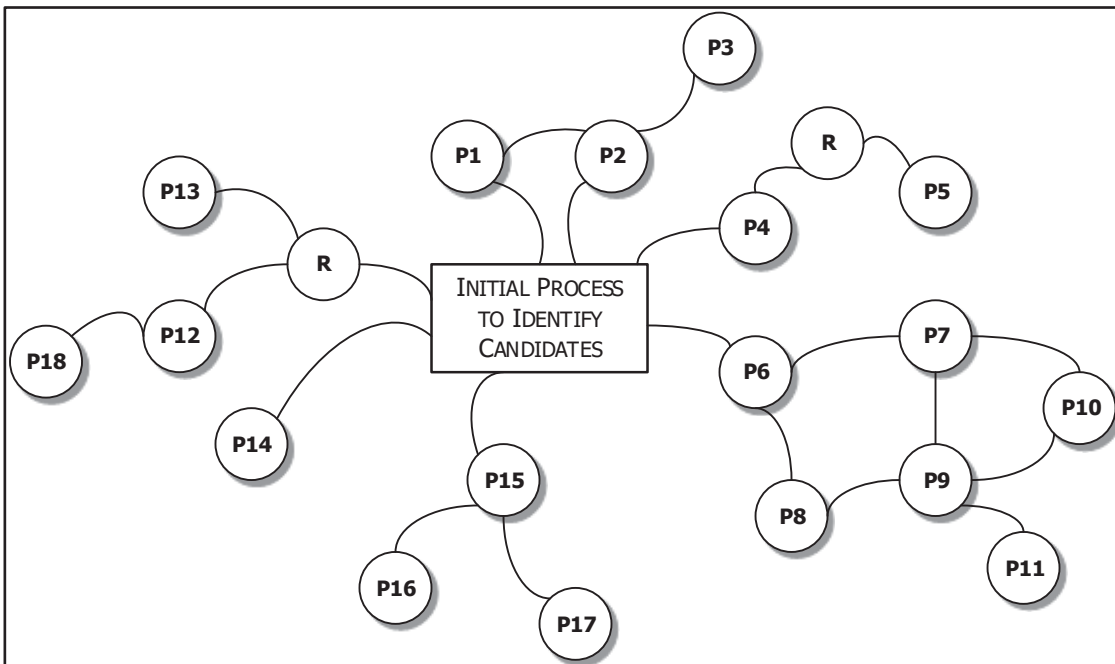 P3
P1
P2
R
P5
P13
P4
R
INITIAL PROCESS
TO IDENTIFY
CANDIDATES
P12
P18
P7
P6
P10
P14
P15
P9
P8
P16
P11
P17